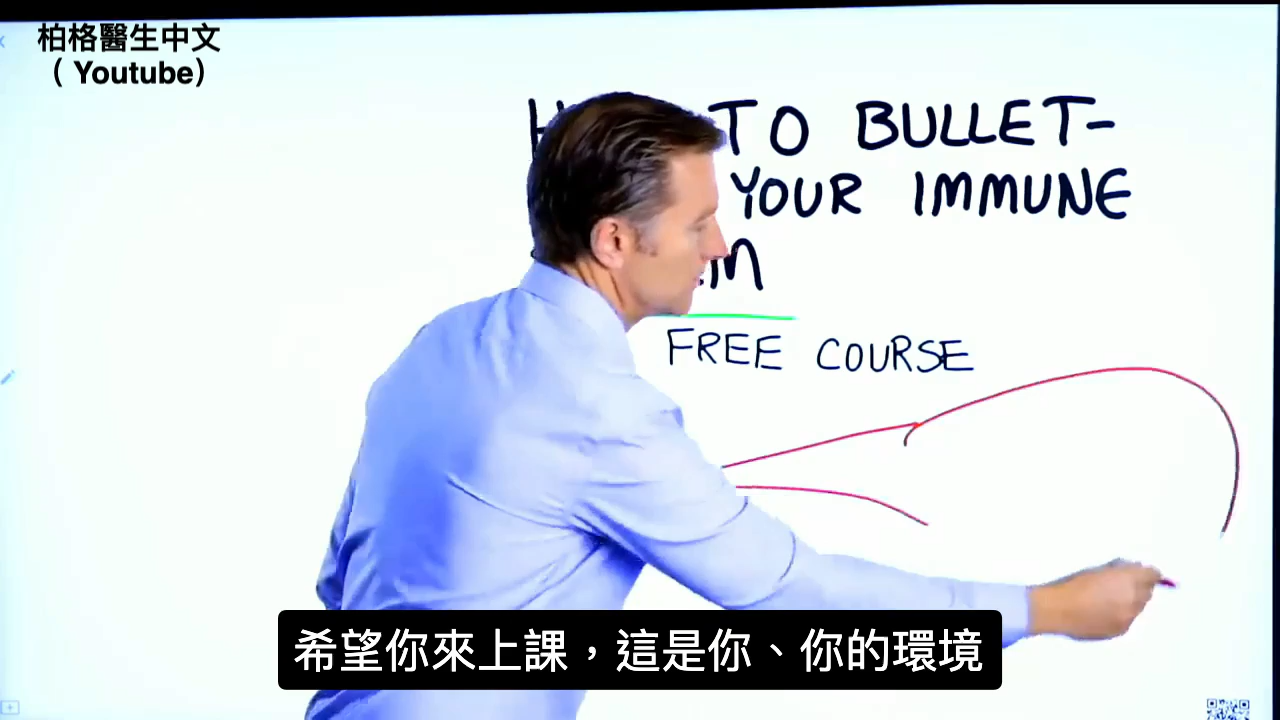 柏格醫生中文
（ Youtube）
TO BULLET-
YOUR IMMUNE
FREE COURSE
希望你來上課，這是你、你的環境